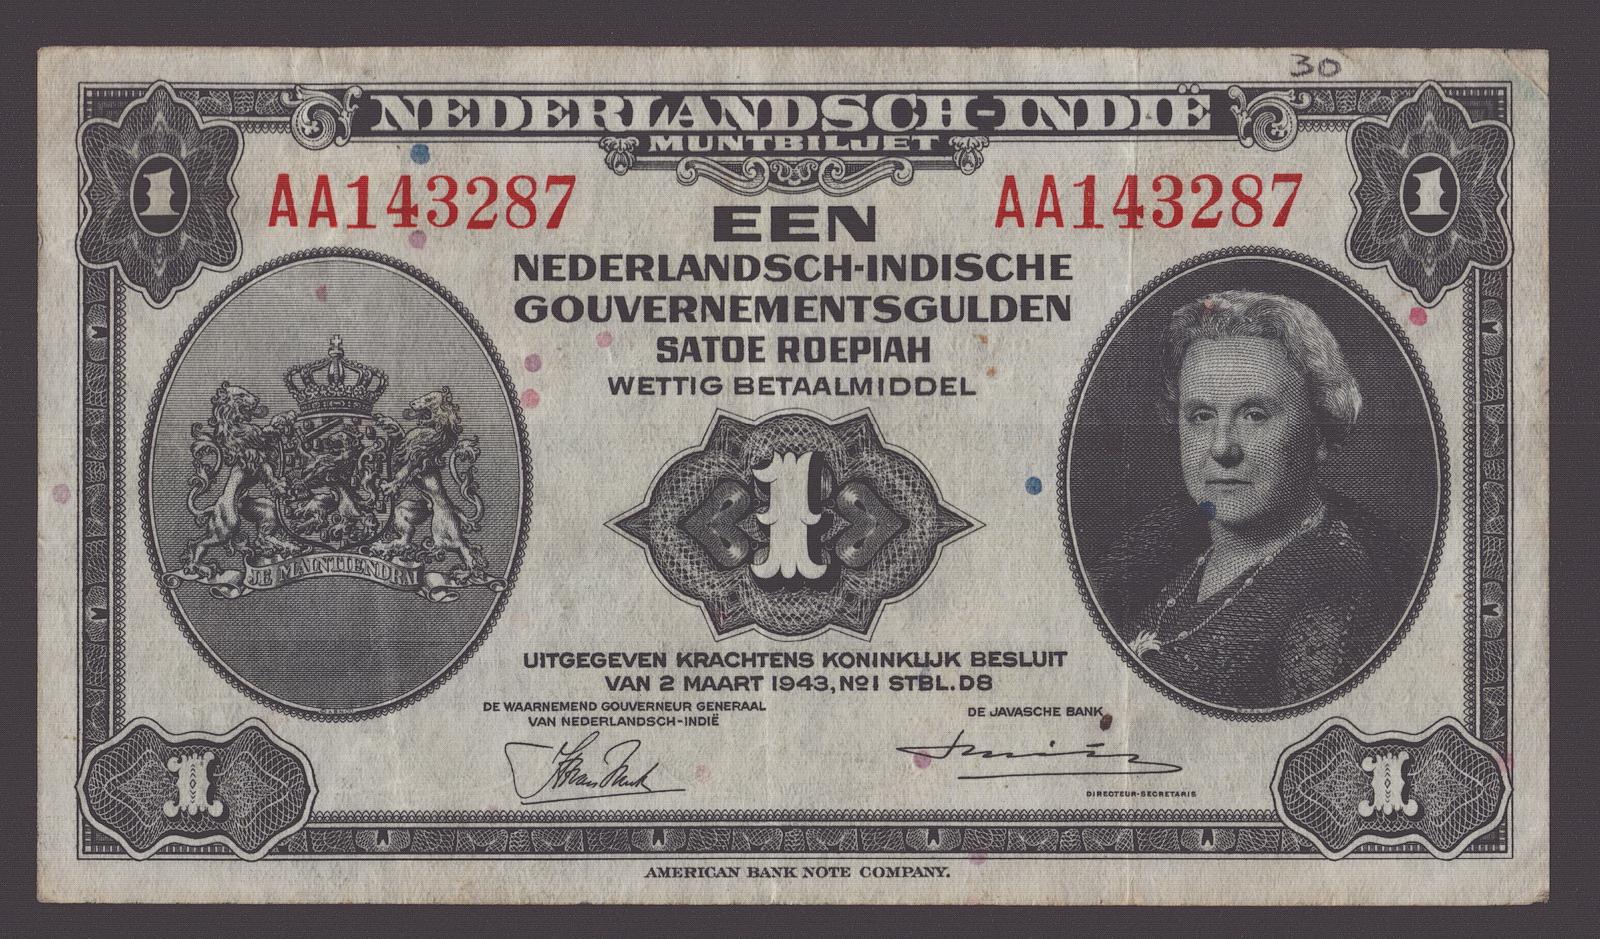 30
NEDERLANDSCH-INDIË
MUNTBILJET
1
1
AA143287
AA143287
EEN
NEDERLANDSCH-INDISCHE
GOUVERNEMENTSGULDEN
SATOE ROEPIAH
WETTIG BETAALMIDDEL
1
JE MAINTIENDRAI
UITGEGEVEN KRACHTENS KONINKLIJK BESLUIT
VAN 2 MAART 1943, No1 STBL. D8
DE WAARNEMEND GOUVERNEUR GENERAAL
VAN NEDERLANDSCH-INDIË
DE JAVASCHE BANK,
DIRECTEUR-SECRETARIS
1
1
AMERICAN BANK NOTE COMPANY.